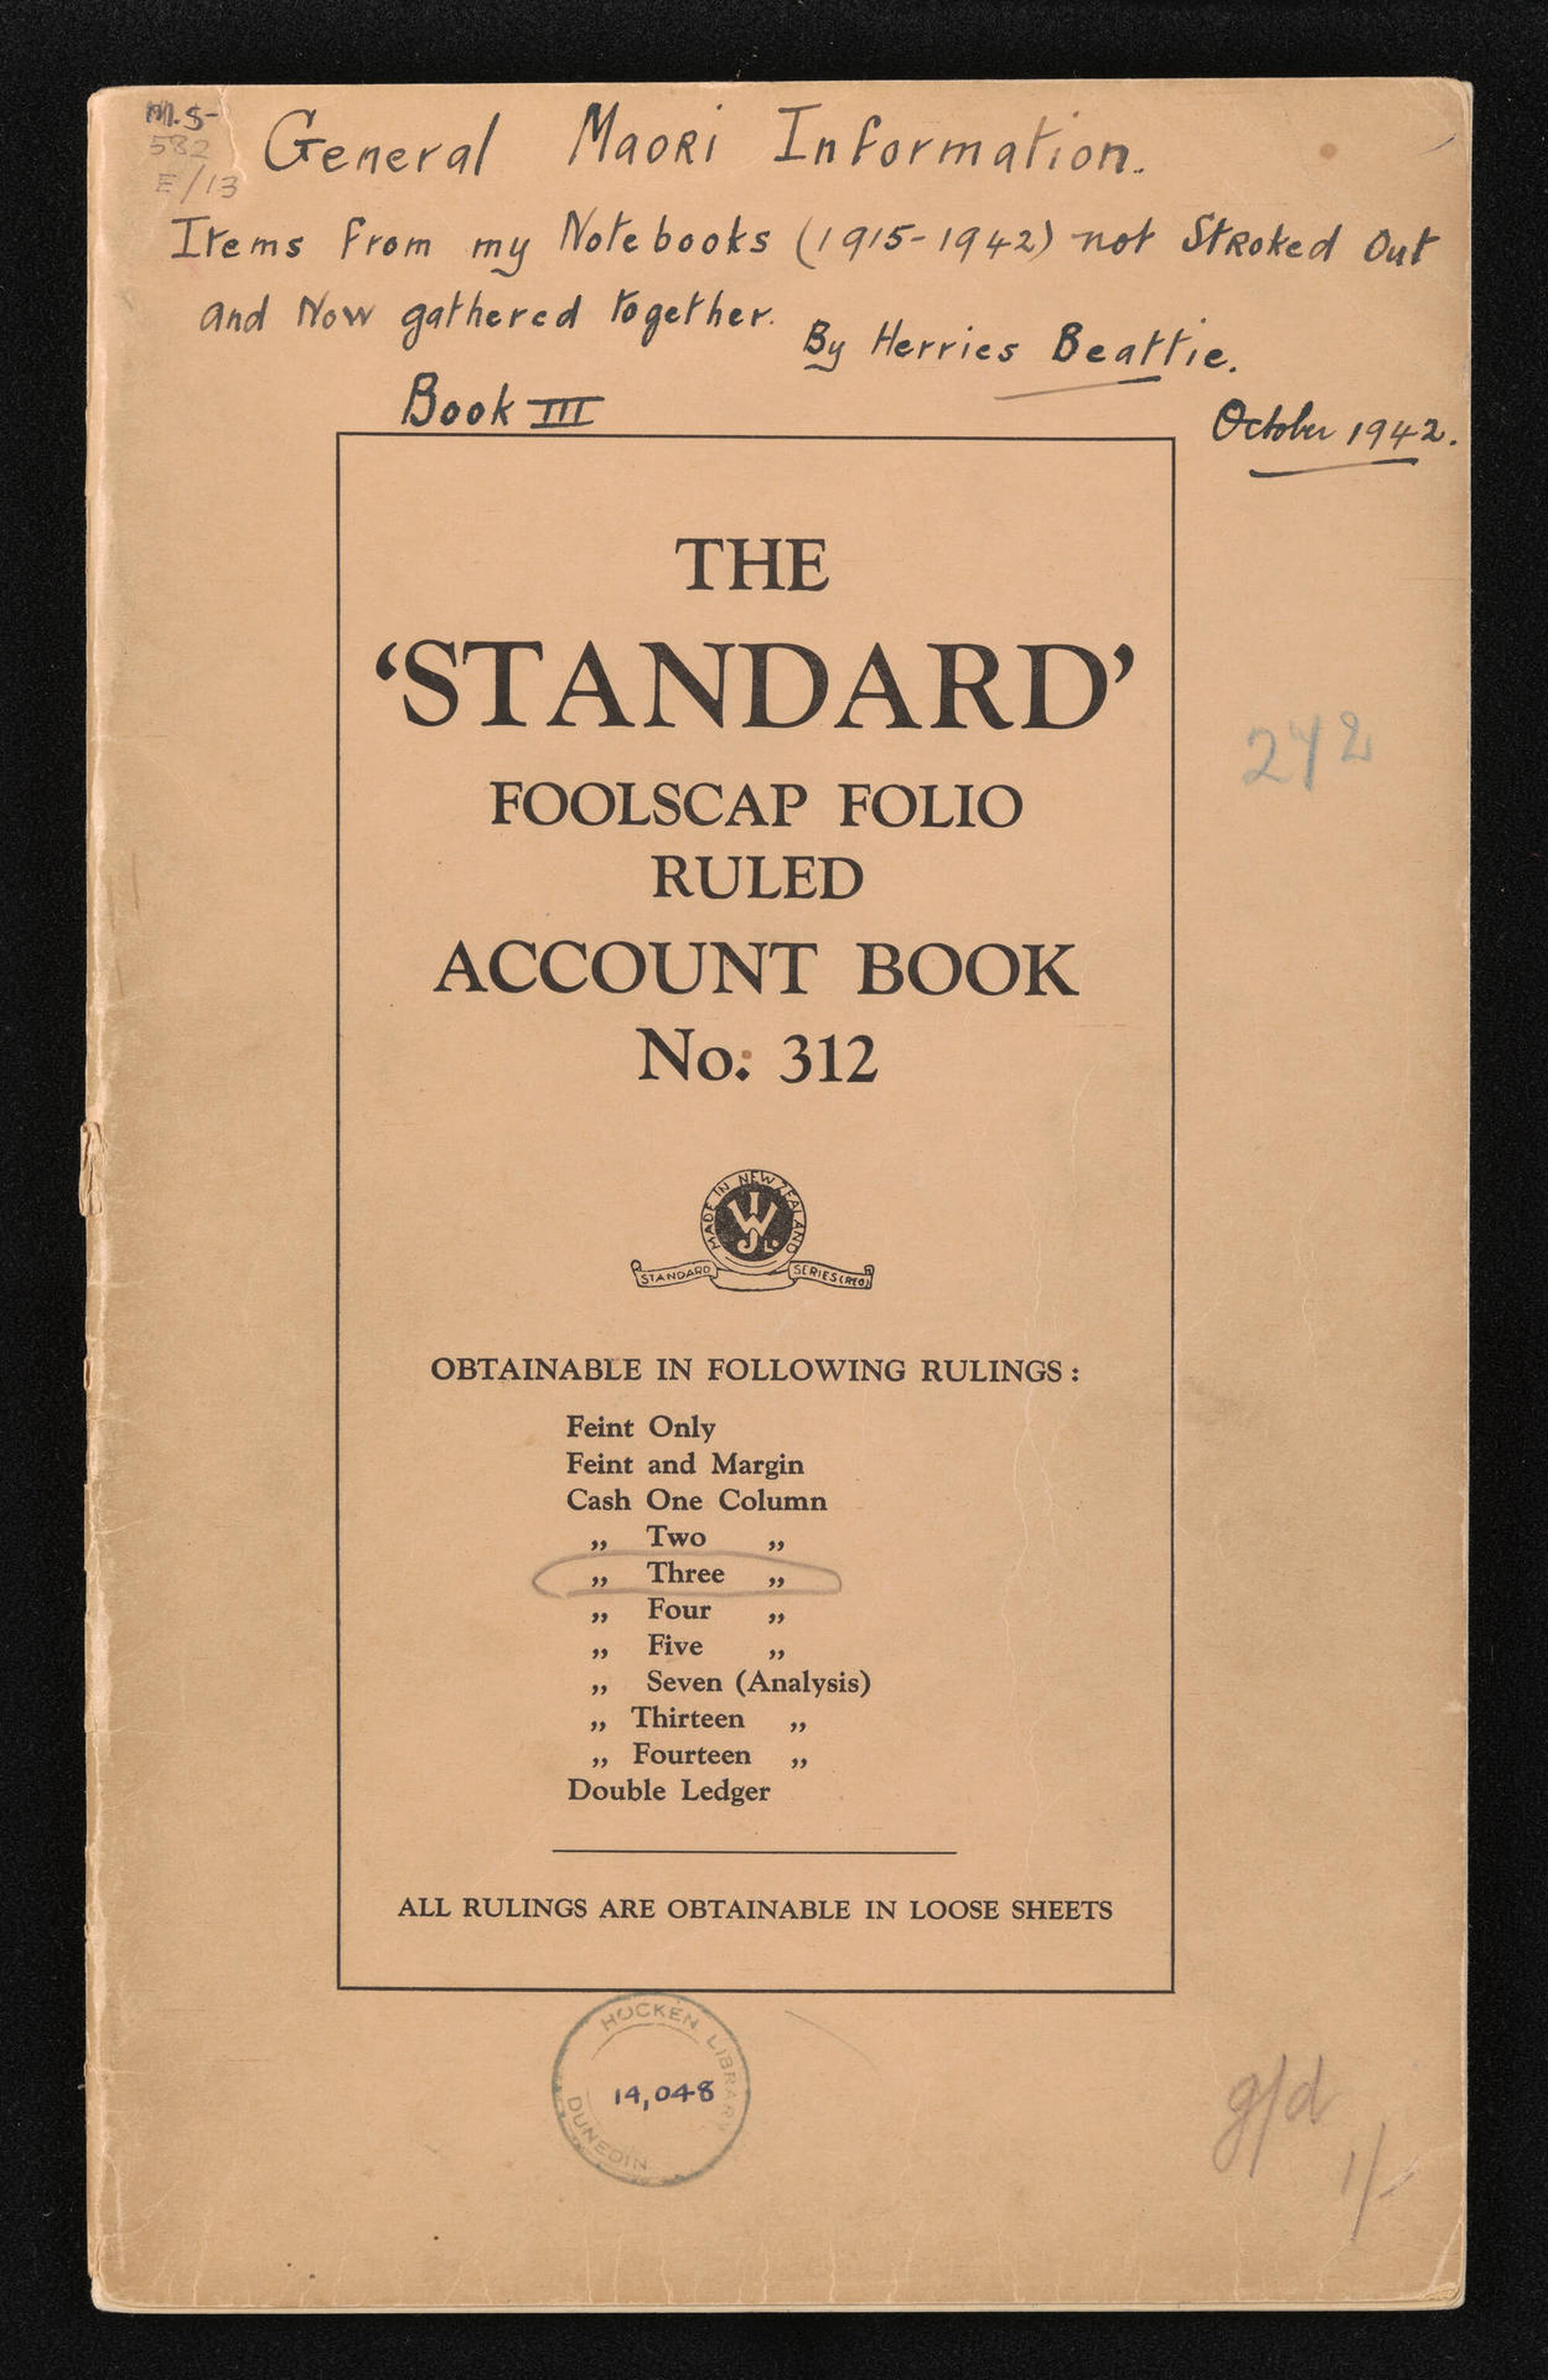 M.S-
582
E/13
General Maori Information.
Items from my Notebooks (1915-1942) not Stroked Out
and Now gathered together. By Herries Beattie.
Book III
October 1942.
THE
‘STANDARD’
FOOLSCAP FOLIO
RULED
ACCOUNT BOOK
No. 312
242
MADE IN NEW ZEALAND
STANDARD SERIES (REG)
OBTAINABLE IN FOLLOWING RULINGS:
Feint Only
Feint and Margin
Cash One Column
„ Two „
„ Three „
„ Four „
„ Five „
„ Seven (Analysis)
„ Thirteen „
„ Fourteen „
Double Ledger
ALL RULINGS ARE OBTAINABLE IN LOOSE SHEETS
HOCKEN LIBRARY
14,048
DUNEDIN
g/d
1/-